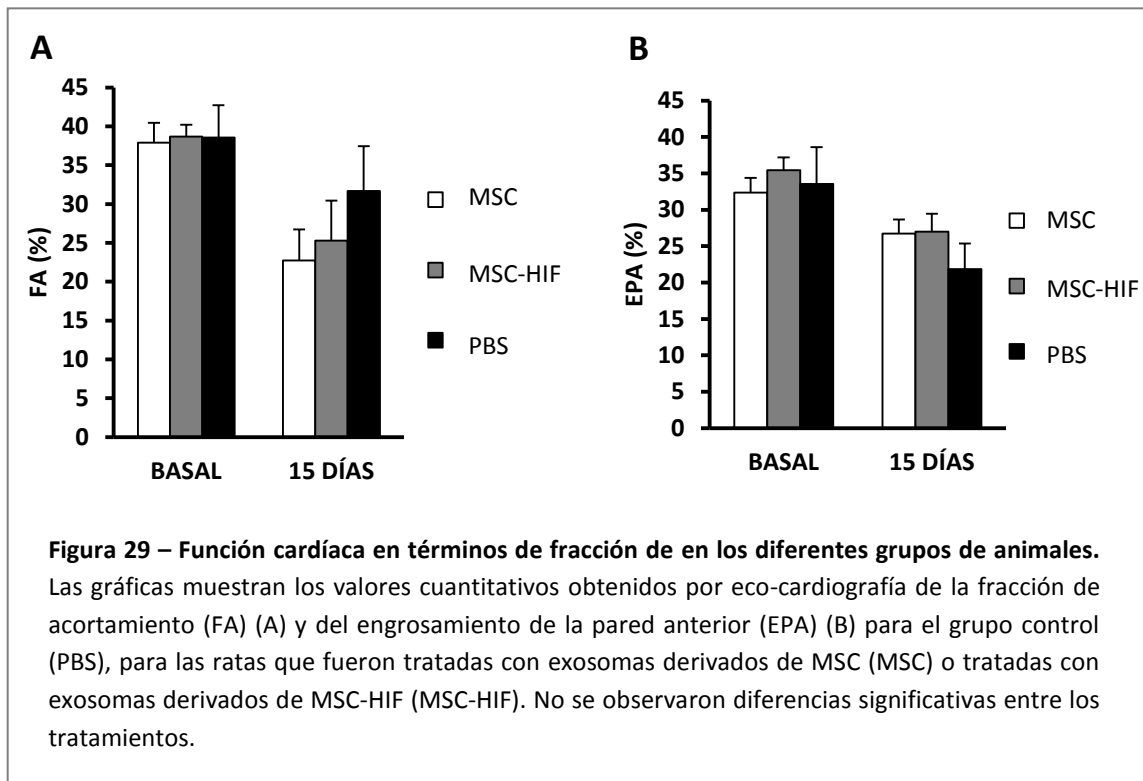 A
45
40
35
30
25
20
15
10
5
0
FA (%)
BASAL 15 DÍAS
MSC
MSC-HIF
PBS
B
45
40
35
30
25
20
15
10
5
0
EPA (%)
BASAL 15 DÍAS
MSC
MSC-HIF
PBS
Figura 29 – Función cardíaca en términos de fracción de en los diferentes grupos de animales.
Las gráficas muestran los valores cuantitativos obtenidos por eco-cardiografía de la fracción de
acortamiento (FA) (A) y del engrosamiento de la pared anterior (EPA) (B) para el grupo control
(PBS), para las ratas que fueron tratadas con exosomas derivados de MSC (MSC) o tratadas con
exosomas derivados de MSC-HIF (MSC-HIF). No se observaron diferencias significativas entre los
tratamientos.